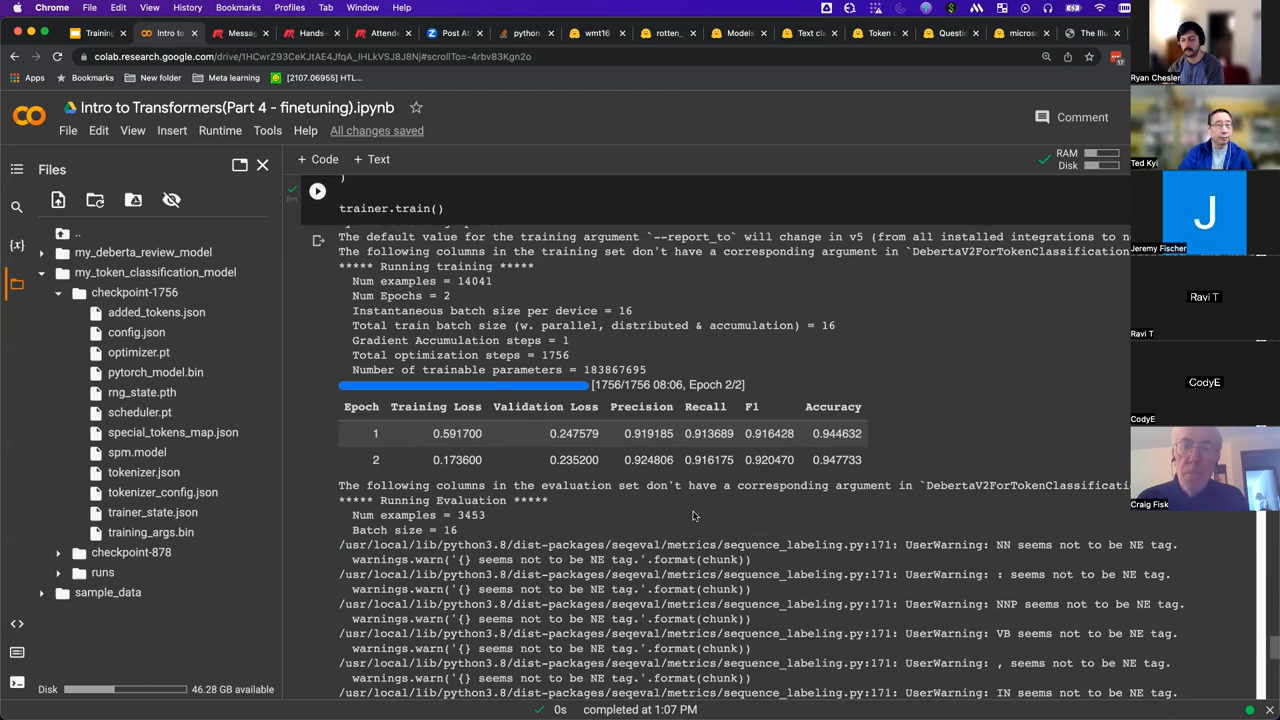 Chrome File Edit View History Bookmarks Profiles Tab Window Help
Training Intro to Messag Hands- Attende Post Att python wmt16 rotten_ Models Text cla Token c Questi micros The Illu
colab.research.google.com/drive/1HCwrZ93CeKJtAE4JfqA_IHLkVSJ8J8Nj#scrollTo=-4rbv83Kgn2o
Apps Bookmarks New folder Meta learning [2107.06955] HTL...
Intro to Transformers(Part 4 - finetuning).ipynb
File Edit View Insert Runtime Tools Help All changes saved
Comment
Files
+ Code + Text
RAM
Disk
..
my_deberta_review_model
my_token_classification_model
checkpoint-1756
added_tokens.json
config.json
optimizer.pt
pytorch_model.bin
rng_state.pth
scheduler.pt
special_tokens_map.json
spm.model
tokenizer.json
tokenizer_config.json
trainer_state.json
training_args.bin
checkpoint-878
runs
sample_data
Disk 46.28 GB available
)
8m
trainer.train()
The default value for the training argument `--report_to` will change in v5 (from all installed integrations to n
The following columns in the training set don't have a corresponding argument in `DebertaV2ForTokenClassificati
***** Running training *****
Num examples = 14041
Num Epochs = 2
Instantaneous batch size per device = 16
Total train batch size (w. parallel, distributed & accumulation) = 16
Gradient Accumulation steps = 1
Total optimization steps = 1756
Number of trainable parameters = 183867695
[1756/1756 08:06, Epoch 2/2]
Epoch Training Loss Validation Loss Precision Recall F1 Accuracy
1 0.591700 0.247579 0.919185 0.913689 0.916428 0.944632
2 0.173600 0.235200 0.924806 0.916175 0.920470 0.947733
The following columns in the evaluation set don't have a corresponding argument in `DebertaV2ForTokenClassificati
***** Running Evaluation *****
Num examples = 3453
Batch size = 16
/usr/local/lib/python3.8/dist-packages/seqeval/metrics/sequence_labeling.py:171: UserWarning: NN seems not to be NE tag.
warnings.warn('{} seems not to be NE tag.'.format(chunk))
/usr/local/lib/python3.8/dist-packages/seqeval/metrics/sequence_labeling.py:171: UserWarning: : seems not to be NE tag.
warnings.warn('{} seems not to be NE tag.'.format(chunk))
/usr/local/lib/python3.8/dist-packages/seqeval/metrics/sequence_labeling.py:171: UserWarning: NNP seems not to be NE tag.
warnings.warn('{} seems not to be NE tag.'.format(chunk))
/usr/local/lib/python3.8/dist-packages/seqeval/metrics/sequence_labeling.py:171: UserWarning: VB seems not to be NE tag.
warnings.warn('{} seems not to be NE tag.'.format(chunk))
/usr/local/lib/python3.8/dist-packages/seqeval/metrics/sequence_labeling.py:171: UserWarning: , seems not to be NE tag.
warnings.warn('{} seems not to be NE tag.'.format(chunk))
/usr/local/lib/python3.8/dist-packages/seqeval/metrics/sequence_labeling.py:171: UserWarning: IN seems not to be NE tag.
0s completed at 1:07 PM
Ryan Chesler
Ted Kyi
J
Jeremy Fischer
Ravi T
Ravi T
CodyE
CodyE
Craig Fisk